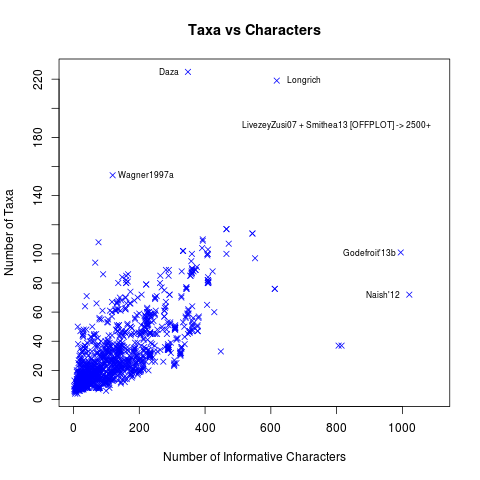 Taxa vs Characters
Daza
Longrich
LivezeyZusi07 + Smithea13 [OFFPLOT] -> 2500+
Wagner1997a
Godefroit'13b
Naish'12
Number of Taxa
0 20 40 60 80 100 140 180 220
0 200 400 600 800 1000
Number of Informative Characters